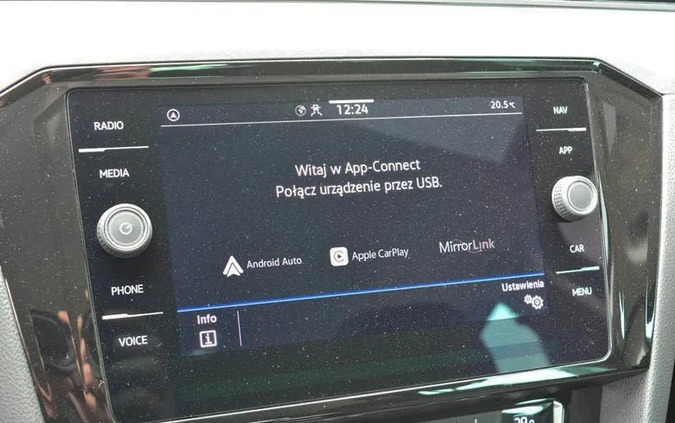 RADIO
MEDIA
PHONE
VOICE
12:24
20.5°C
Witaj w App-Connect
Połącz urządzenie przez USB.
Android Auto
Apple CarPlay
MirrorLink
Ustawienia
Info
NAV
APP
CAR
MENU